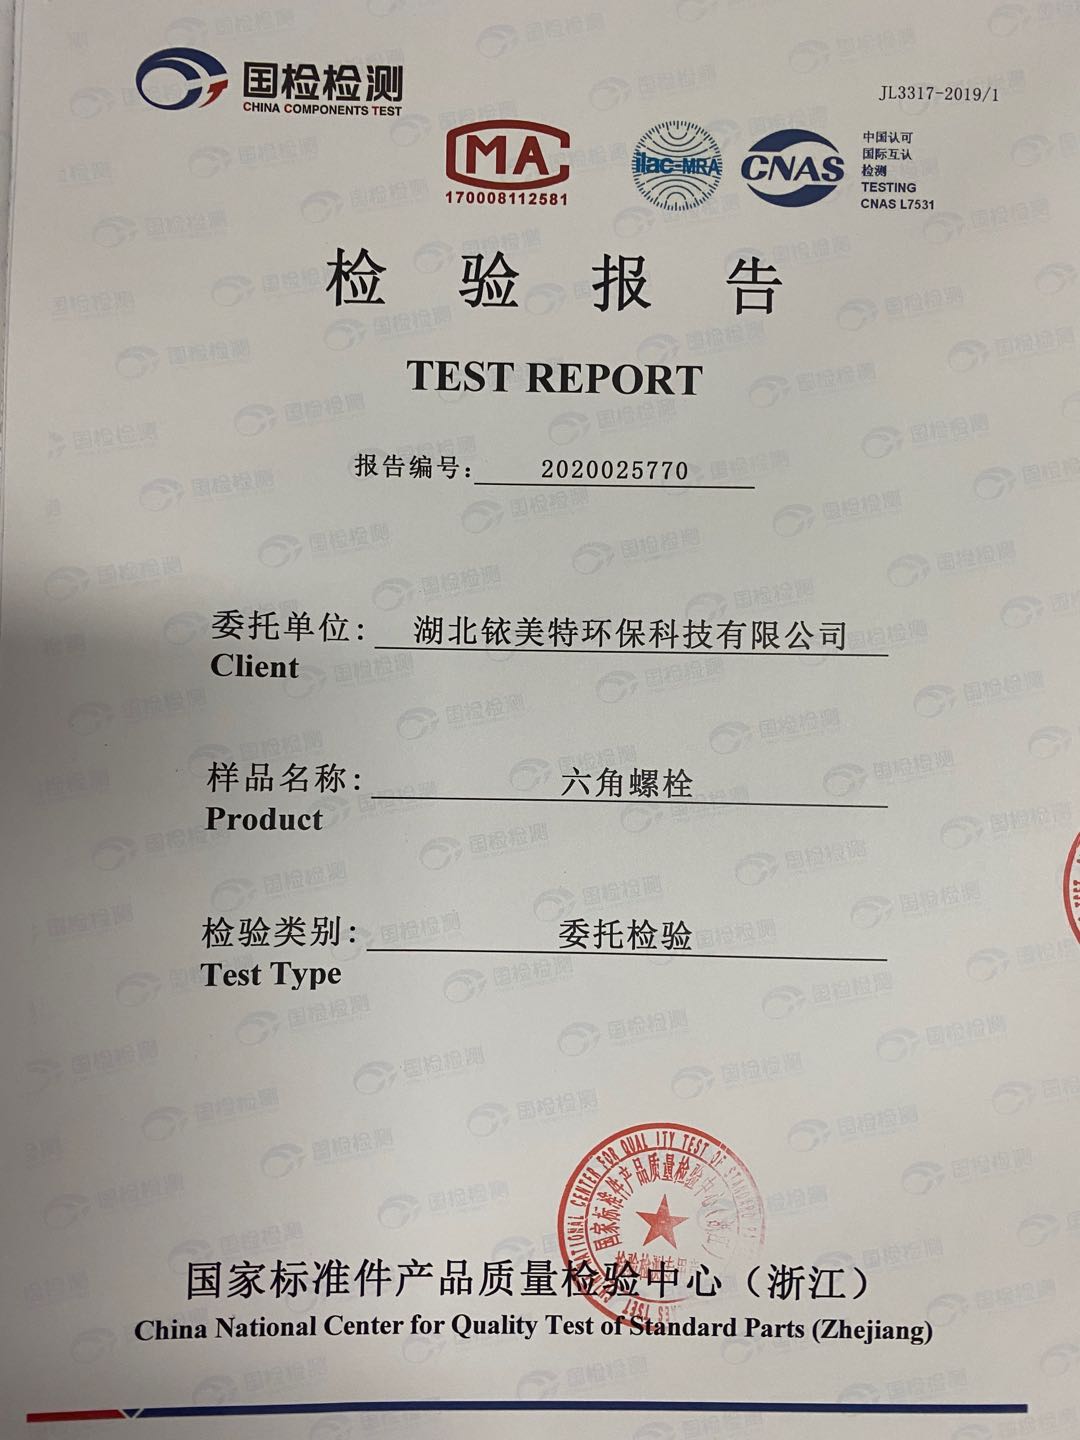 国检检测
CHINA COMPONENTS TEST
JL3317-2019/1
MA
170008112581
ilac-MRA
CNAS
中国认可
国际互认
检测
TESTING
CNAS L7531
检验报告
TEST REPORT
报告编号: 2020025770
委托单位: 湖北铱美特环保科技有限公司
Client
样品名称: 六角螺栓
Product
检验类别: 委托检验
Test Type
国家标准件产品质量检验中心（浙江）
China National Center for Quality Test of Standard Parts (Zhejiang)